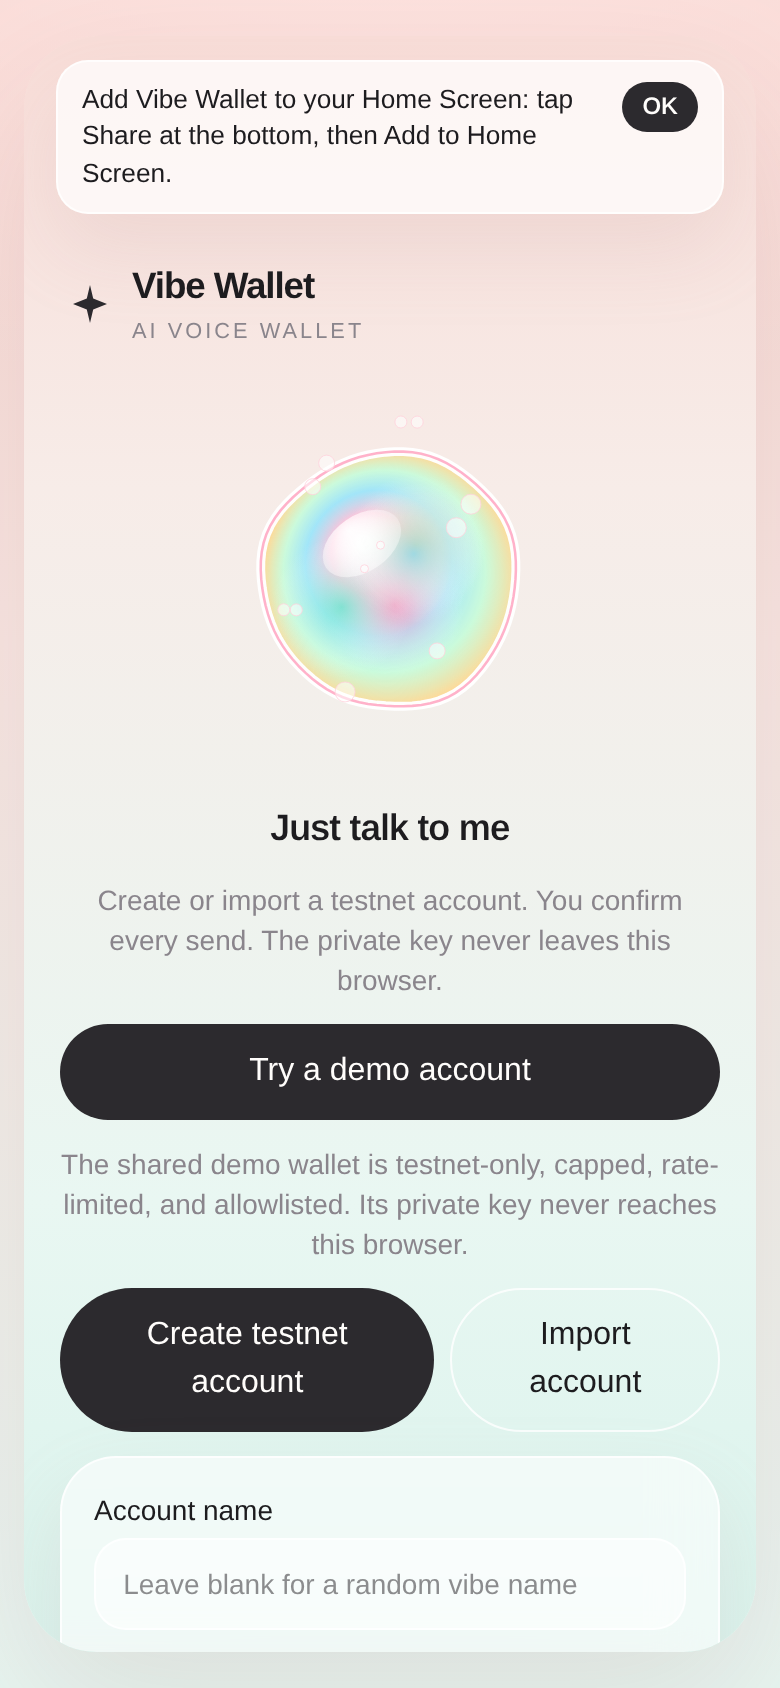 Add Vibe Wallet to your Home Screen: tap
Share at the bottom, then Add to Home
Screen.
OK
Vibe Wallet
AI VOICE WALLET
Just talk to me
Create or import a testnet account. You confirm
every send. The private key never leaves this
browser.
Try a demo account
The shared demo wallet is testnet-only, capped, rate-
limited, and allowlisted. Its private key never reaches
this browser.
Create testnet
account
Import
account
Account name
Leave blank for a random vibe name